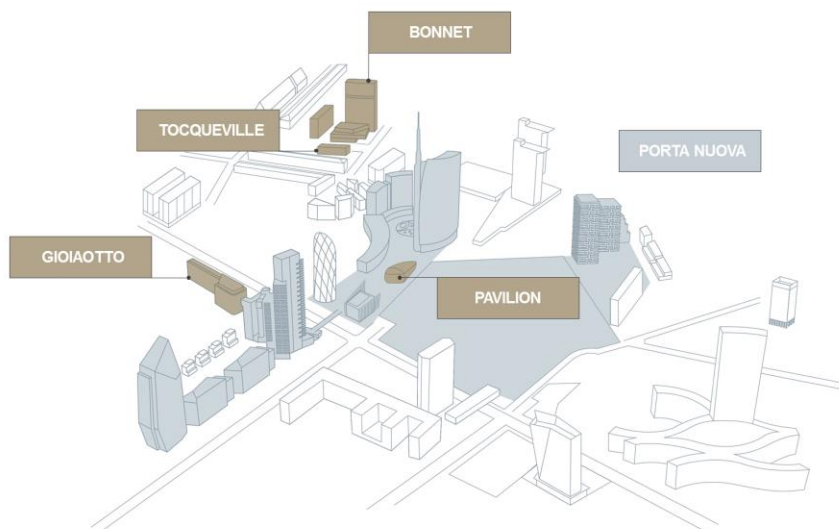 BONNET
TOCQUEVILLE
PORTA NUOVA
GIOIAOTTO
PAVILION